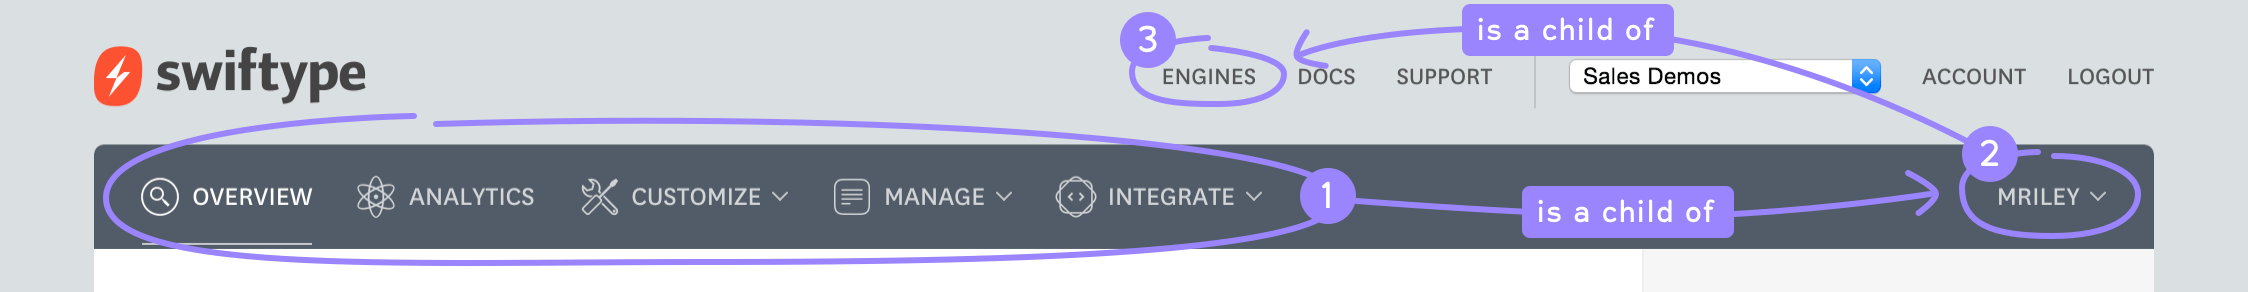 3
is a child of
swiftype
ENGINES DOCS SUPPORT Sales Demos ACCOUNT LOGOUT
2
OVERVIEW ANALYTICS CUSTOMIZE MANAGE INTEGRATE 1 is a child of MRILEY